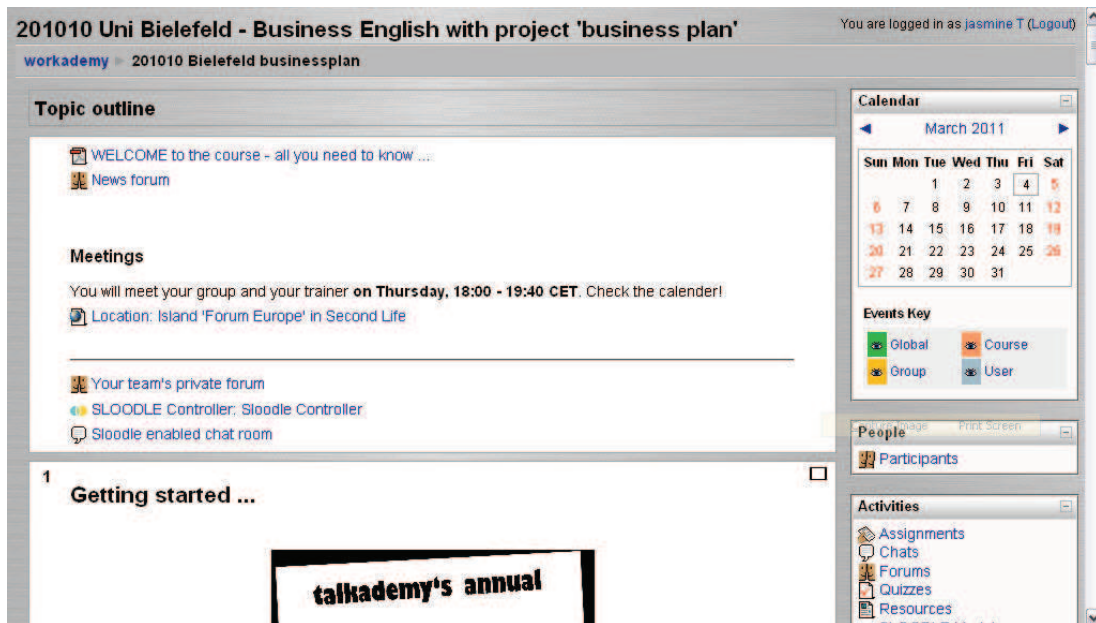 201010 Uni Bielefeld - Business English with project 'business plan'
You are logged in as jasmine T (Logout)
workademy ► 201010 Bielefeld businessplan
Topic outline
WELCOME to the course - all you need to know ...
News forum
Meetings
You will meet your group and your trainer on Thursday, 18:00 - 19:40 CET. Check the calender!
Location: Island 'Forum Europe' in Second Life
Your team's private forum
SLOODLE Controller: Sloodle Controller
Sloodle enabled chat room
1
Getting started ...
talkademy's annual
Calendar
◄ March 2011 ►
Sun Mon Tue Wed Thu Fri Sat
1 2 3 4 5
6 7 8 9 10 11 12
13 14 15 16 17 18 19
20 21 22 23 24 25 26
27 28 29 30 31
Events Key
Global Course
Group User
Capture Image Print Screen
People
Participants
Activities
Assignments
Chats
Forums
Quizzes
Resources